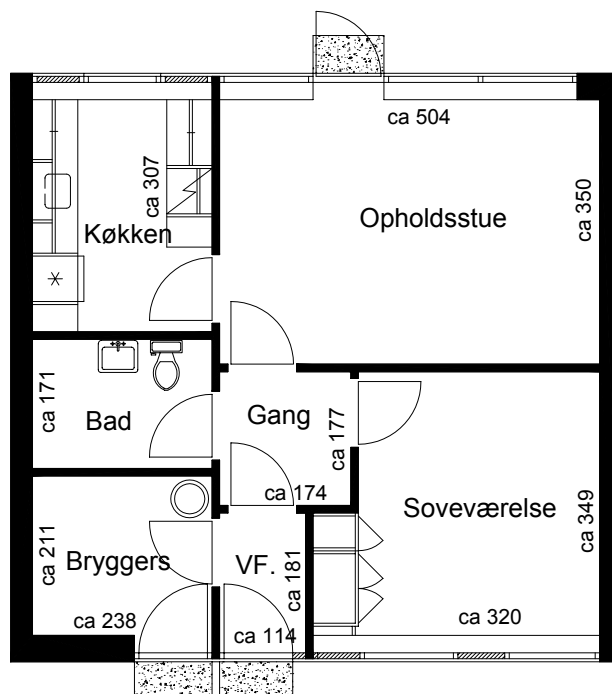 ca 504
ca 307
ca 350
Opholdsstue
Køkken
ca 171
Bad
Gang
ca 177
ca 174
Soveværelse
ca 349
ca 211
Bryggers
VF.
ca 181
ca 238
ca 114
ca 320